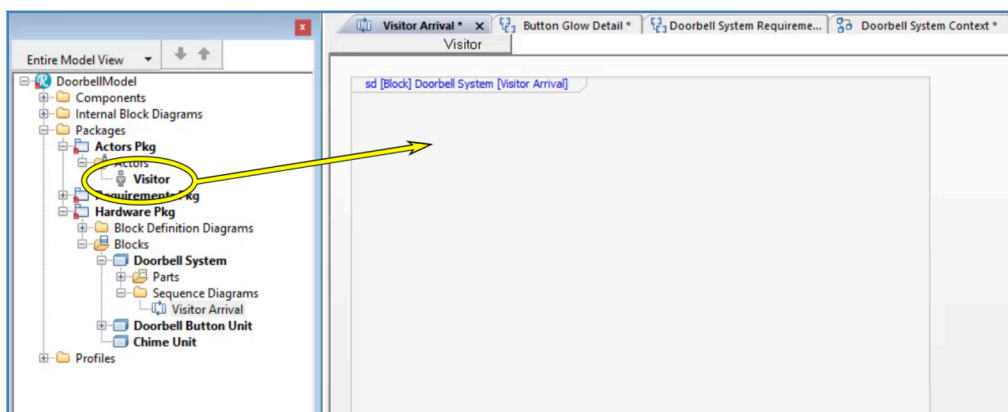 Entire Model View
DoorbellModel
Components
Internal Block Diagrams
Packages
Actors Pkg
Actors
Visitor
Requirements Pkg
Hardware Pkg
Block Definition Diagrams
Blocks
Doorbell System
Parts
Sequence Diagrams
Visitor Arrival
Doorbell Button Unit
Chime Unit
Profiles
Visitor Arrival * x Button Glow Detail * Doorbell System Requireme... Doorbell System Context *
Visitor
sd [Block] Doorbell System [Visitor Arrival]